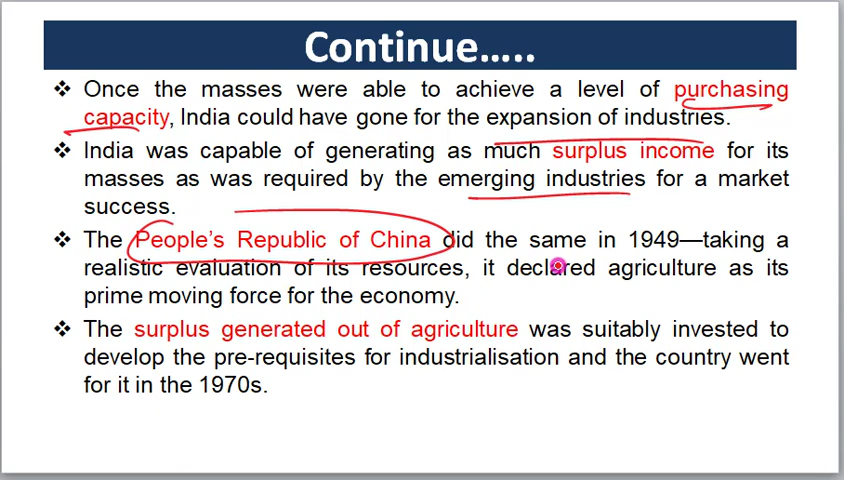 Continue…..
❖ Once the masses were able to achieve a level of purchasing
capacity, India could have gone for the expansion of industries.
❖ India was capable of generating as much surplus income for its
masses as was required by the emerging industries for a market
success.
❖ The People’s Republic of China did the same in 1949—taking a
realistic evaluation of its resources, it declared agriculture as its
prime moving force for the economy.
❖ The surplus generated out of agriculture was suitably invested to
develop the pre-requisites for industrialisation and the country went
for it in the 1970s.